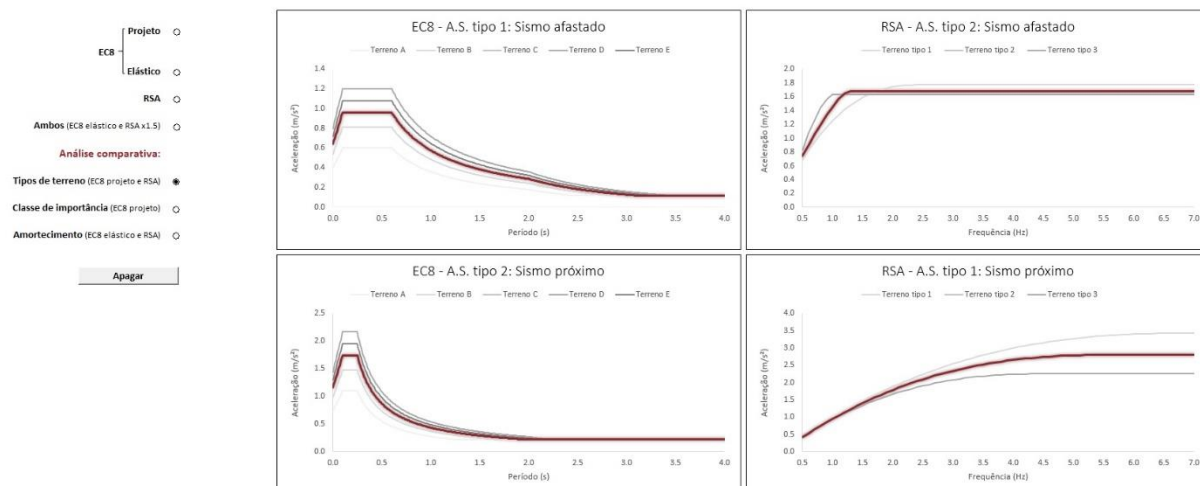 Projeto
EC8
Elástico
RSA
Ambos (EC8 elástico e RSA x1.5)
Análise comparativa:
Tipos de terreno (EC8 projeto e RSA)
Classe de importância (EC8 projeto)
Amortecimento (EC8 elástico e RSA)
Apagar
EC8 - A.S. tipo 1: Sismo afastado
Terreno A Terreno B Terreno C Terreno D Terreno E
Aceleração (m/s²)
1.4
1.2
1.0
0.8
0.6
0.4
0.2
0.0
0.0 0.5 1.0 1.5 2.0 2.5 3.0 3.5 4.0
Período (s)
RSA - A.S. tipo 2: Sismo afastado
Terreno tipo 1 Terreno tipo 2 Terreno tipo 3
Aceleração (m/s²)
2.0
1.8
1.6
1.4
1.2
1.0
0.8
0.6
0.4
0.2
0.0
0.5 1.0 1.5 2.0 2.5 3.0 3.5 4.0 4.5 5.0 5.5 6.0 6.5 7.0
Frequência (Hz)
EC8 - A.S. tipo 2: Sismo próximo
Terreno A Terreno B Terreno C Terreno D Terreno E
Aceleração (m/s²)
2.5
2.0
1.5
1.0
0.5
0.0
0.0 0.5 1.0 1.5 2.0 2.5 3.0 3.5 4.0
Período (s)
RSA - A.S. tipo 1: Sismo próximo
Terreno tipo 1 Terreno tipo 2 Terreno tipo 3
Aceleração (m/s²)
4.0
3.5
3.0
2.5
2.0
1.5
1.0
0.5
0.0
0.5 1.0 1.5 2.0 2.5 3.0 3.5 4.0 4.5 5.0 5.5 6.0 6.5 7.0
Frequência (Hz)